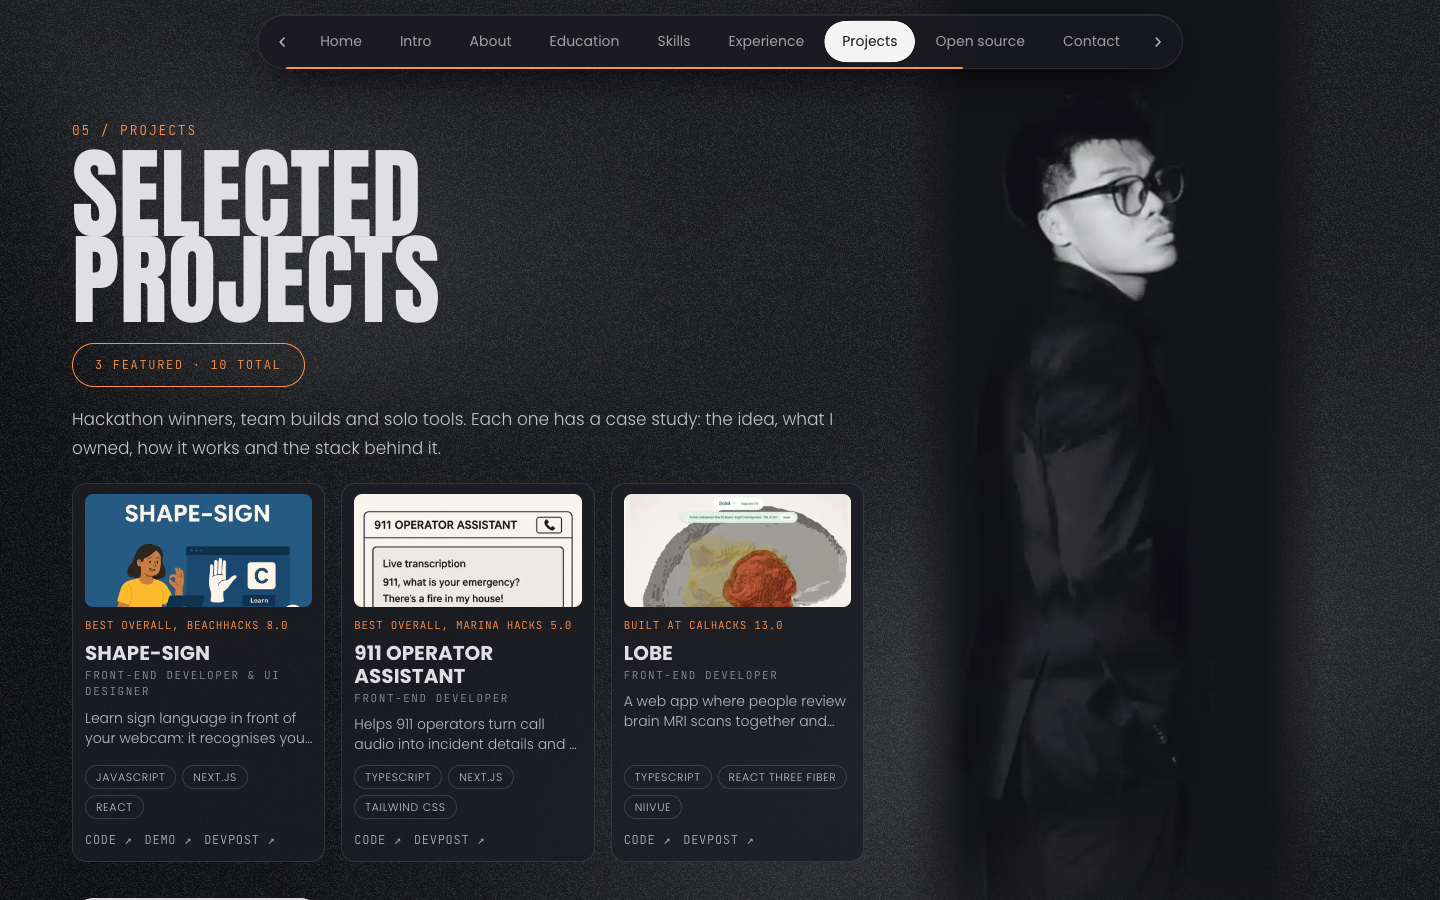 Home Intro About Education Skills Experience Projects Open source Contact
05 / PROJECTS
SELECTED
PROJECTS
3 FEATURED · 10 TOTAL
Hackathon winners, team builds and solo tools. Each one has a case study: the idea, what I
owned, how it works and the stack behind it.
SHAPE-SIGN
C
Learn
BEST OVERALL, BEACHHACKS 8.0
SHAPE-SIGN
FRONT-END DEVELOPER & UI
DESIGNER
Learn sign language in front of
your webcam: it recognises you…
JAVASCRIPT NEXT.JS
REACT
CODE ↗ DEMO ↗ DEVPOST ↗
911 OPERATOR ASSISTANT
Live transcription
911, what is your emergency?
There's a fire in my house!
BEST OVERALL, MARINA HACKS 5.0
911 OPERATOR
ASSISTANT
FRONT-END DEVELOPER
Helps 911 operators turn call
audio into incident details and …
TYPESCRIPT NEXT.JS
TAILWIND CSS
CODE ↗ DEVPOST ↗
BUILT AT CALHACKS 13.0
LOBE
FRONT-END DEVELOPER
A web app where people review
brain MRI scans together and…
TYPESCRIPT REACT THREE FIBER
NIIVUE
CODE ↗ DEVPOST ↗